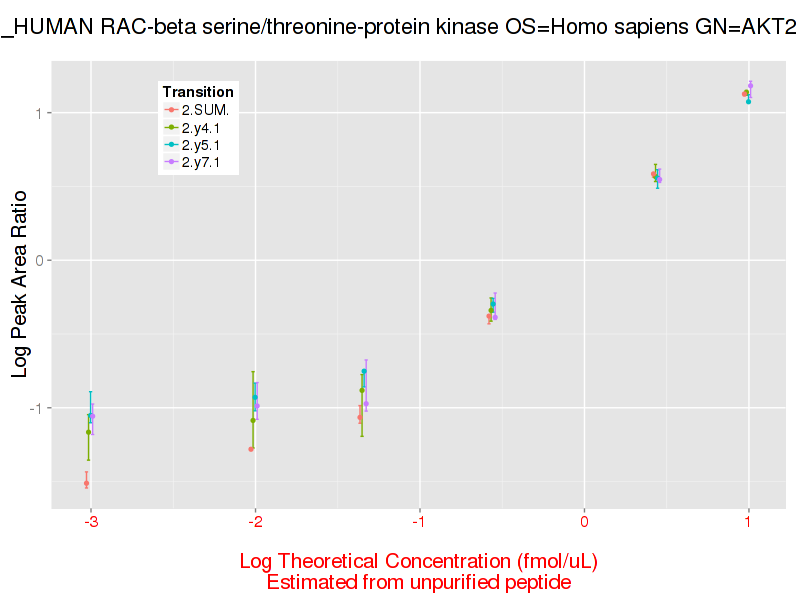 _HUMAN RAC-beta serine/threonine-protein kinase OS=Homo sapiens GN=AKT2
Transition
2.SUM.
2.y4.1
2.y5.1
2.y7.1
Log Peak Area Ratio
1
0
-1
-3
-2
-1
0
1
Log Theoretical Concentration (fmol/uL)
Estimated from unpurified peptide